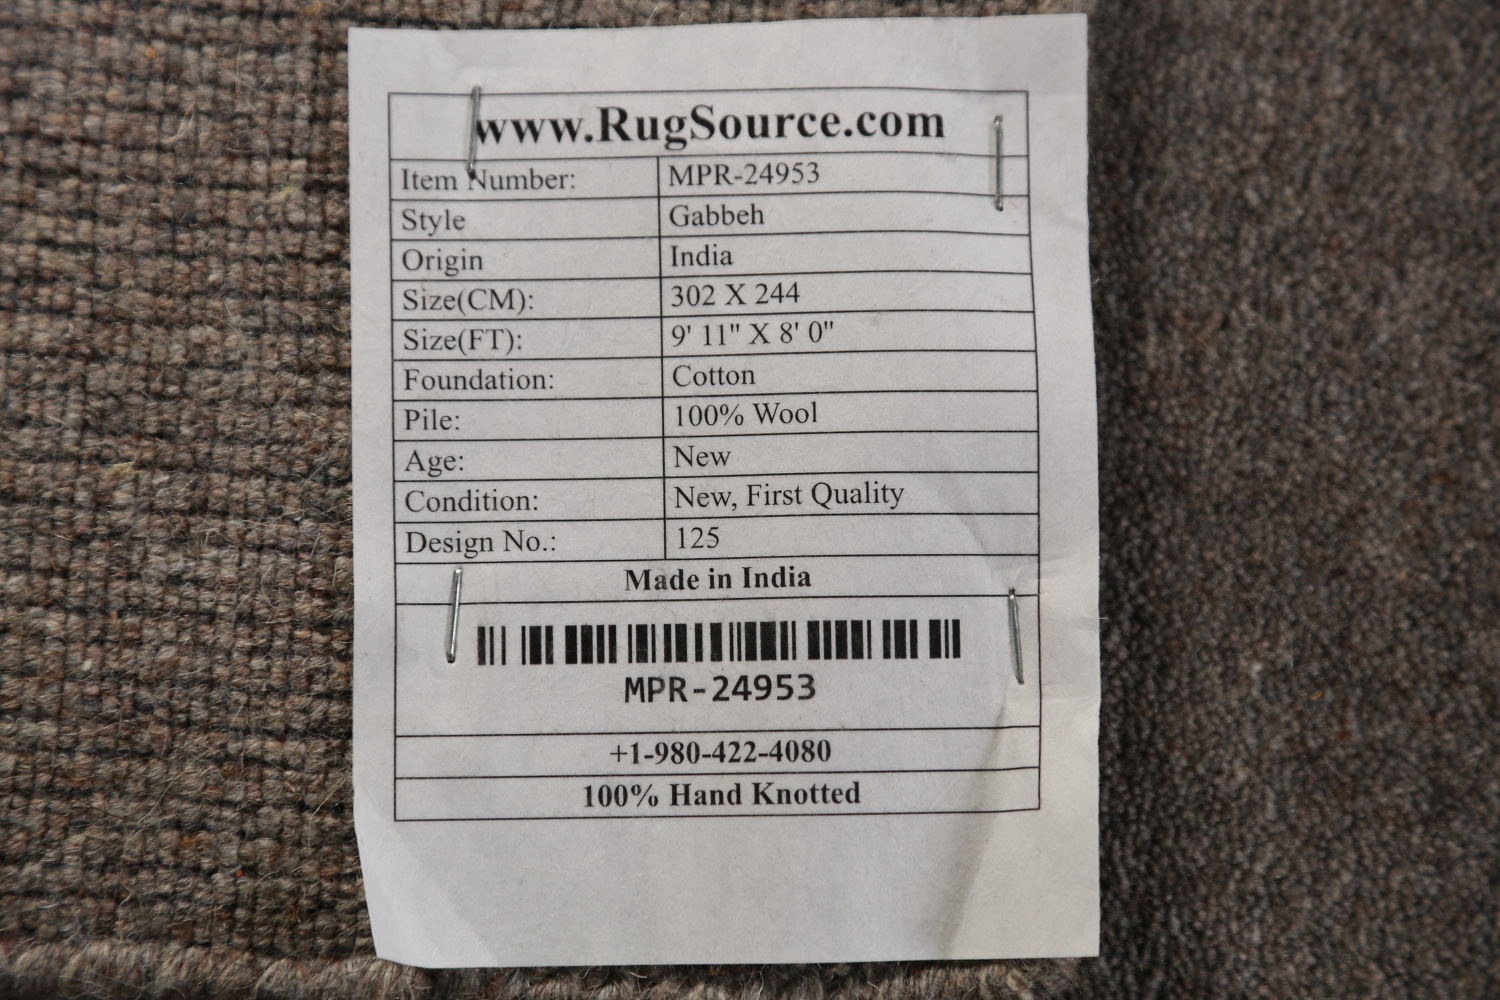 www.RugSource.com
Item Number: MPR-24953
Style Gabbeh
Origin India
Size(CM): 302 X 244
Size(FT): 9' 11" X 8' 0"
Foundation: Cotton
Pile: 100% Wool
Age: New
Condition: New, First Quality
Design No.: 125
Made in India
MPR-24953
+1-980-422-4080
100% Hand Knotted